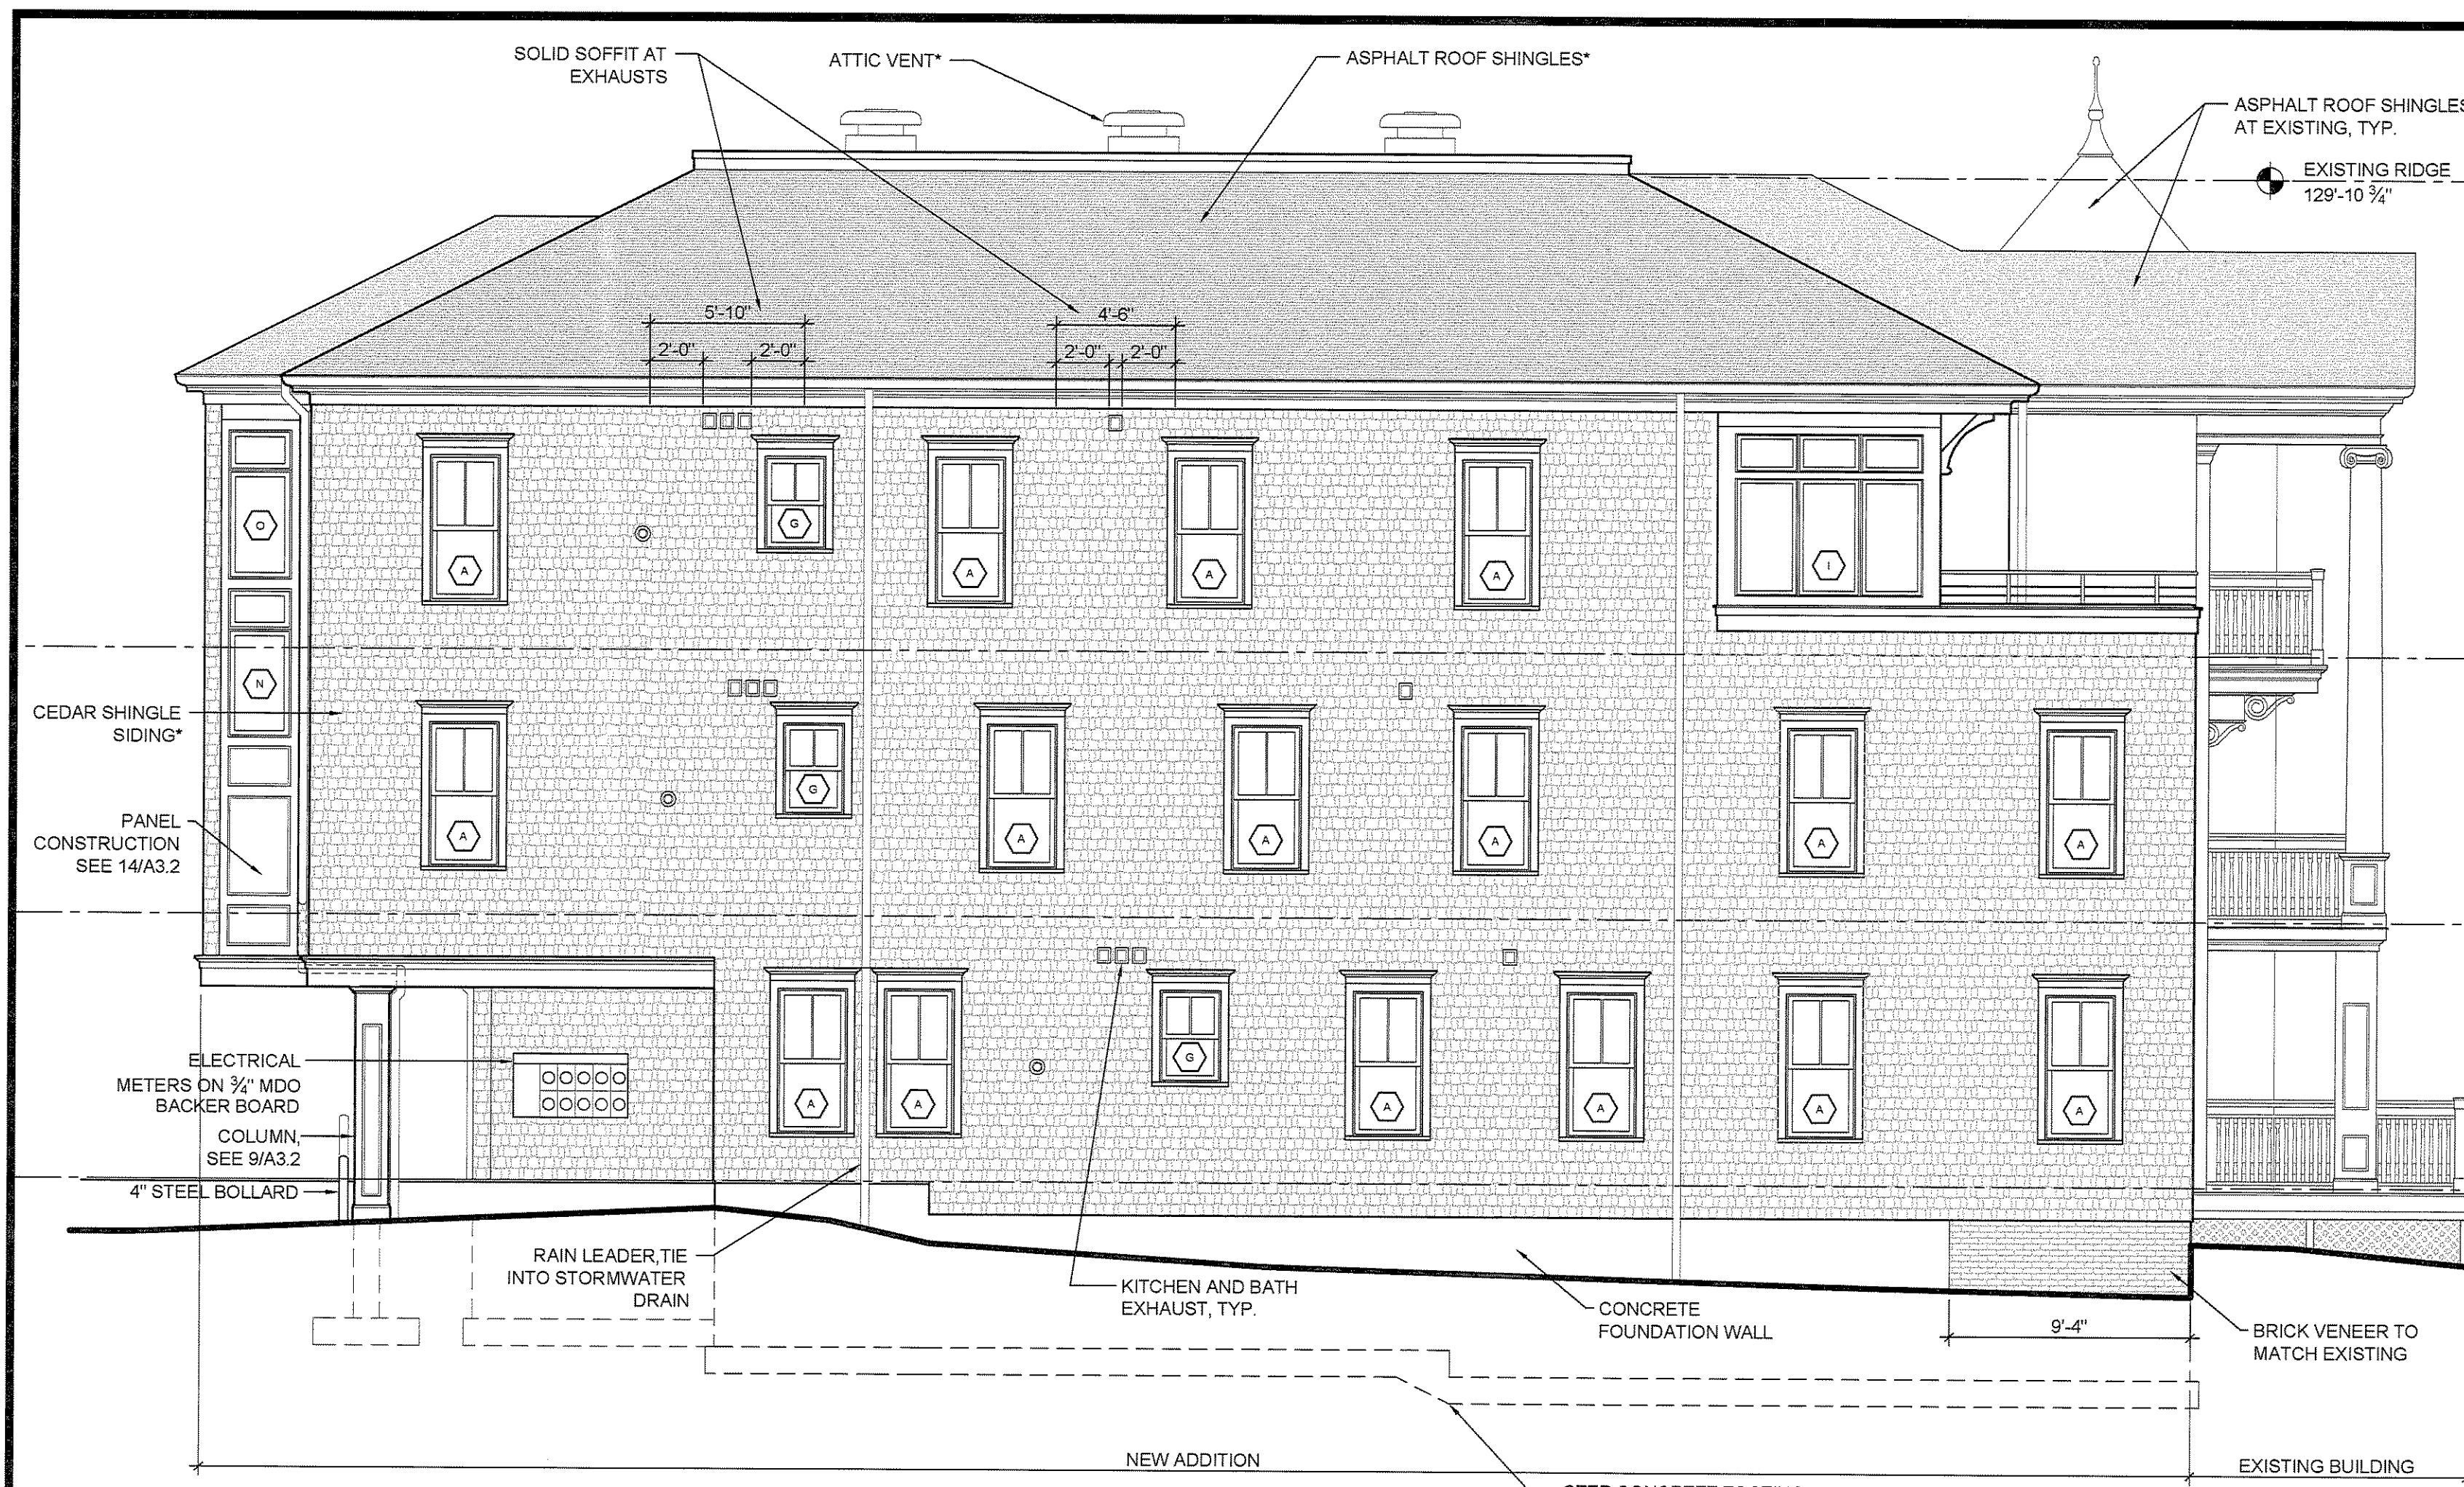 SOLID SOFFIT AT
EXHAUSTS
ATTIC VENT*
ASPHALT ROOF SHINGLES*
ASPHALT ROOF SHINGLES
AT EXISTING, TYP.
EXISTING RIDGE
129'-10 ¾"
5'-10"
4'-6"
2'-0"
2'-0"
2'-0"
2'-0"
O
A
G
A
A
A
I
N
CEDAR SHINGLE
SIDING*
A
G
A
A
A
A
A
PANEL
CONSTRUCTION
SEE 14/A3.2
ELECTRICAL
METERS ON ¾" MDO
BACKER BOARD
A
A
G
A
A
A
A
COLUMN,
SEE 9/A3.2
4" STEEL BOLLARD
RAIN LEADER,TIE
INTO STORMWATER
DRAIN
KITCHEN AND BATH
EXHAUST, TYP.
CONCRETE
FOUNDATION WALL
9'-4"
BRICK VENEER TO
MATCH EXISTING
NEW ADDITION
EXISTING BUILDING